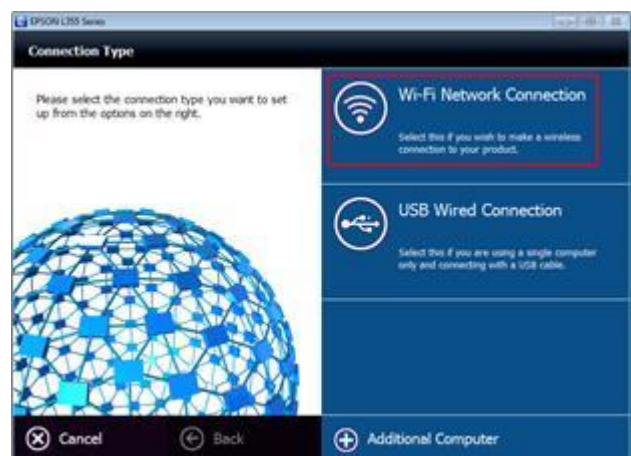 EPSON L355 Series
Connection Type
Please select the connection type you want to set
up from the options on the right.
Wi-Fi Network Connection
Select this if you wish to make a wireless
connection to your product.
USB Wired Connection
Select this if you are using a single computer
only and connecting with a USB cable.
Cancel
Back
Additional Computer